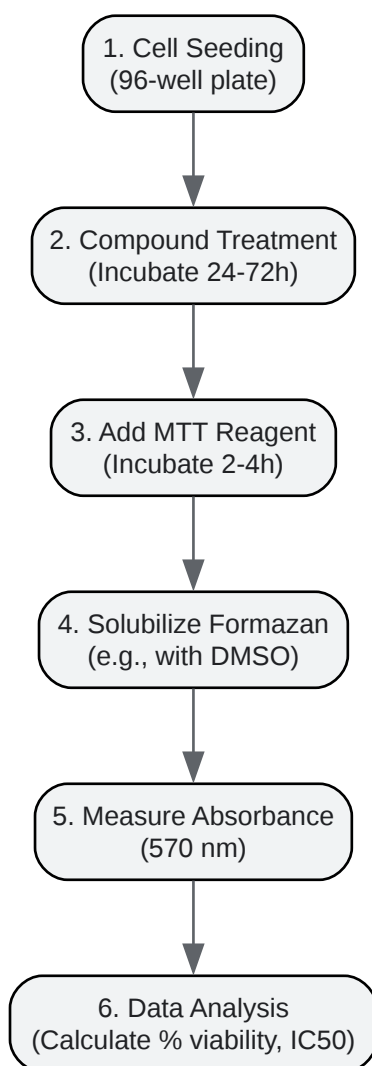 1. Cell Seeding
(96-well plate)
2. Compound Treatment
(Incubate 24-72h)
3. Add MTT Reagent
(Incubate 2-4h)
4. Solubilize Formazan
(e.g., with DMSO)
5. Measure Absorbance
(570 nm)
6. Data Analysis
(Calculate % viability, IC50)